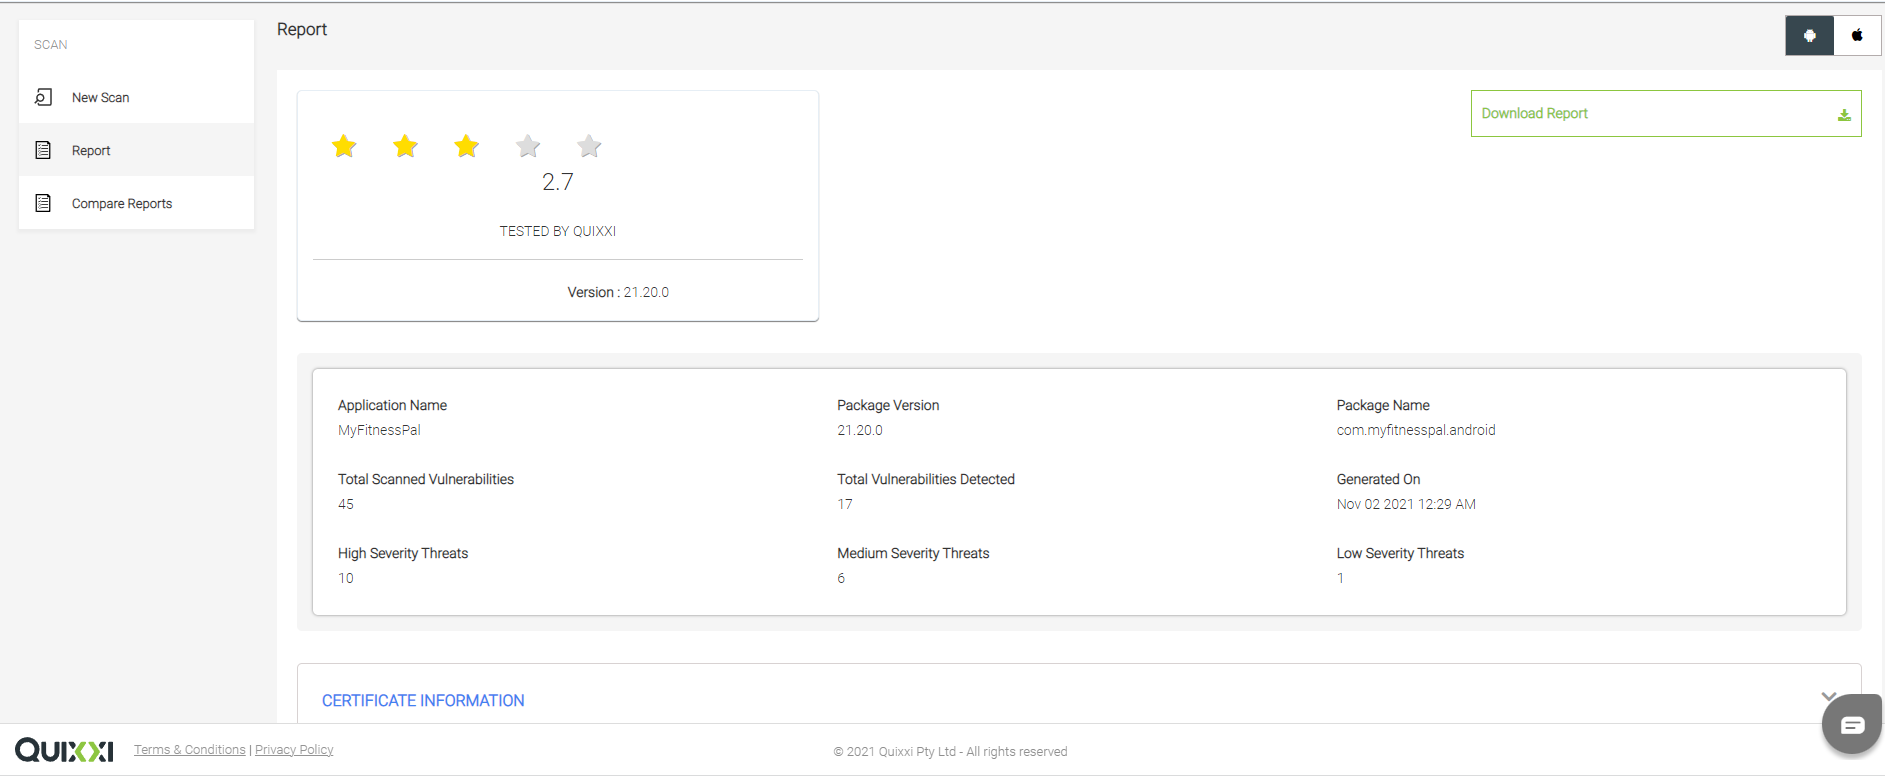 Report
SCAN
New Scan
Report
Compare Reports
2.7
TESTED BY QUIXXI
Version : 21.20.0
Download Report
Application Name
MyFitnessPal
Package Version
21.20.0
Package Name
com.myfitnesspal.android
Total Scanned Vulnerabilities
45
Total Vulnerabilities Detected
17
Generated On
Nov 02 2021 12:29 AM
High Severity Threats
10
Medium Severity Threats
6
Low Severity Threats
1
CERTIFICATE INFORMATION
QUIXXI
Terms & Conditions | Privacy Policy
© 2021 Quixxi Pty Ltd - All rights reserved